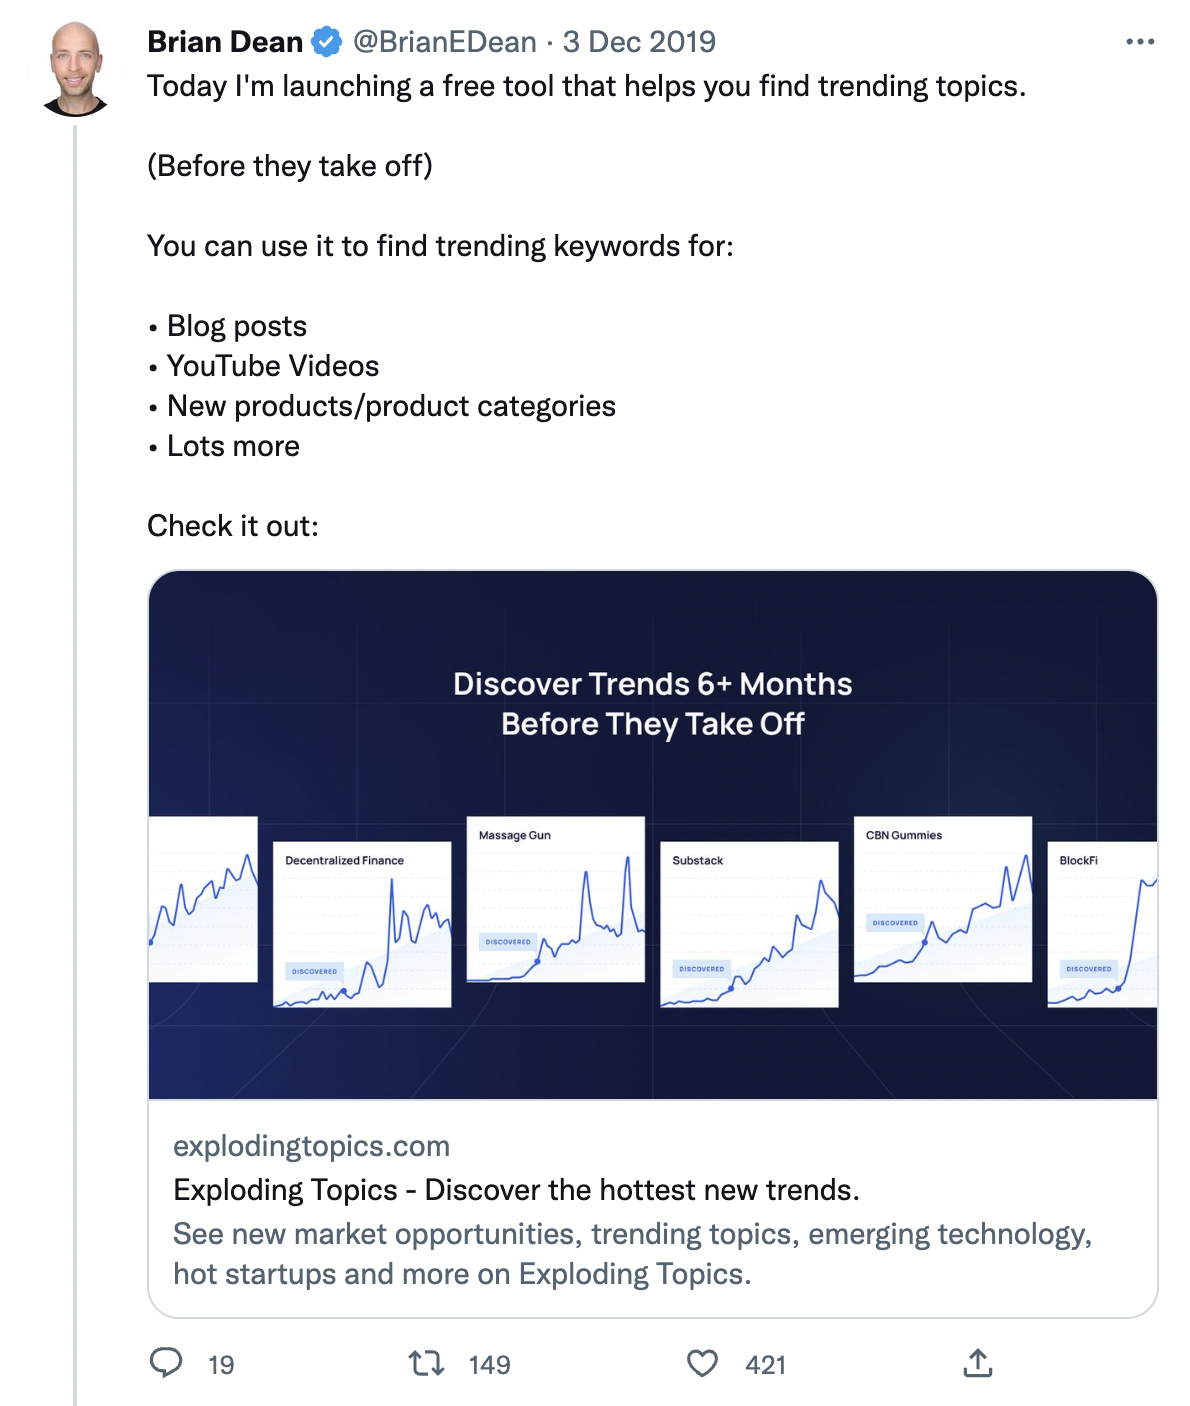 Brian Dean @BrianEDean · 3 Dec 2019
Today I'm launching a free tool that helps you find trending topics.
(Before they take off)
You can use it to find trending keywords for:
• Blog posts
• YouTube Videos
• New products/product categories
• Lots more
Check it out:
Discover Trends 6+ Months
Before They Take Off
Decentralized Finance
DISCOVERED
Massage Gun
DISCOVERED
Substack
DISCOVERED
CBN Gummies
DISCOVERED
BlockFi
DISCOVERED
explodingtopics.com
Exploding Topics - Discover the hottest new trends.
See new market opportunities, trending topics, emerging technology,
hot startups and more on Exploding Topics.
19 149 421